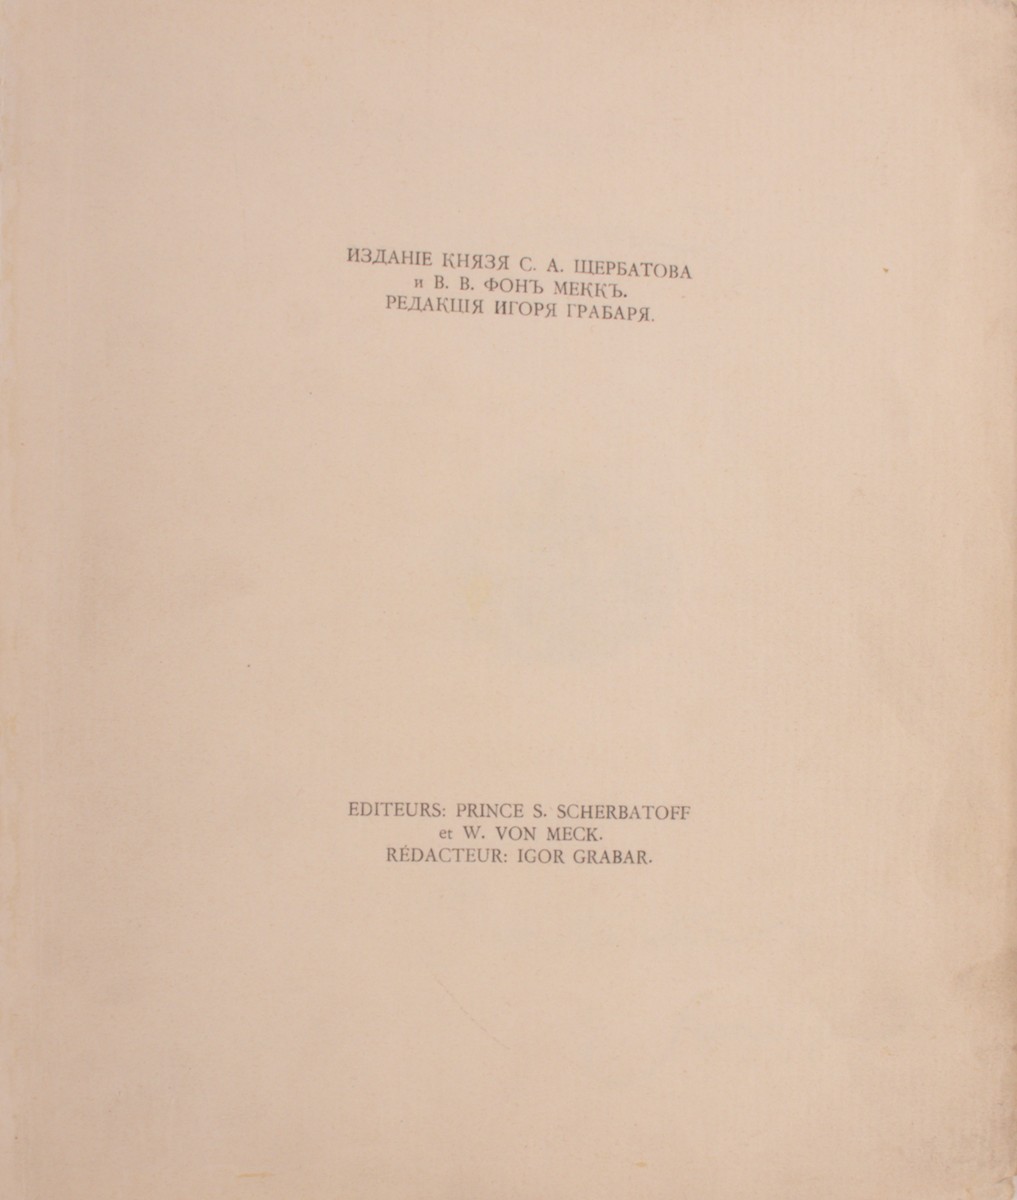 ИЗДАНІЕ КНЯЗЯ С. А. ЩЕРБАТОВА
и В. В. ФОНЪ МЕККЪ.
РЕДАКЦІЯ ИГОРЯ ГРАБАРЯ.
EDITEURS: PRINCE S. SCHERBATOFF
et W. VON MECK.
RÉDACTEUR: IGOR GRABAR.